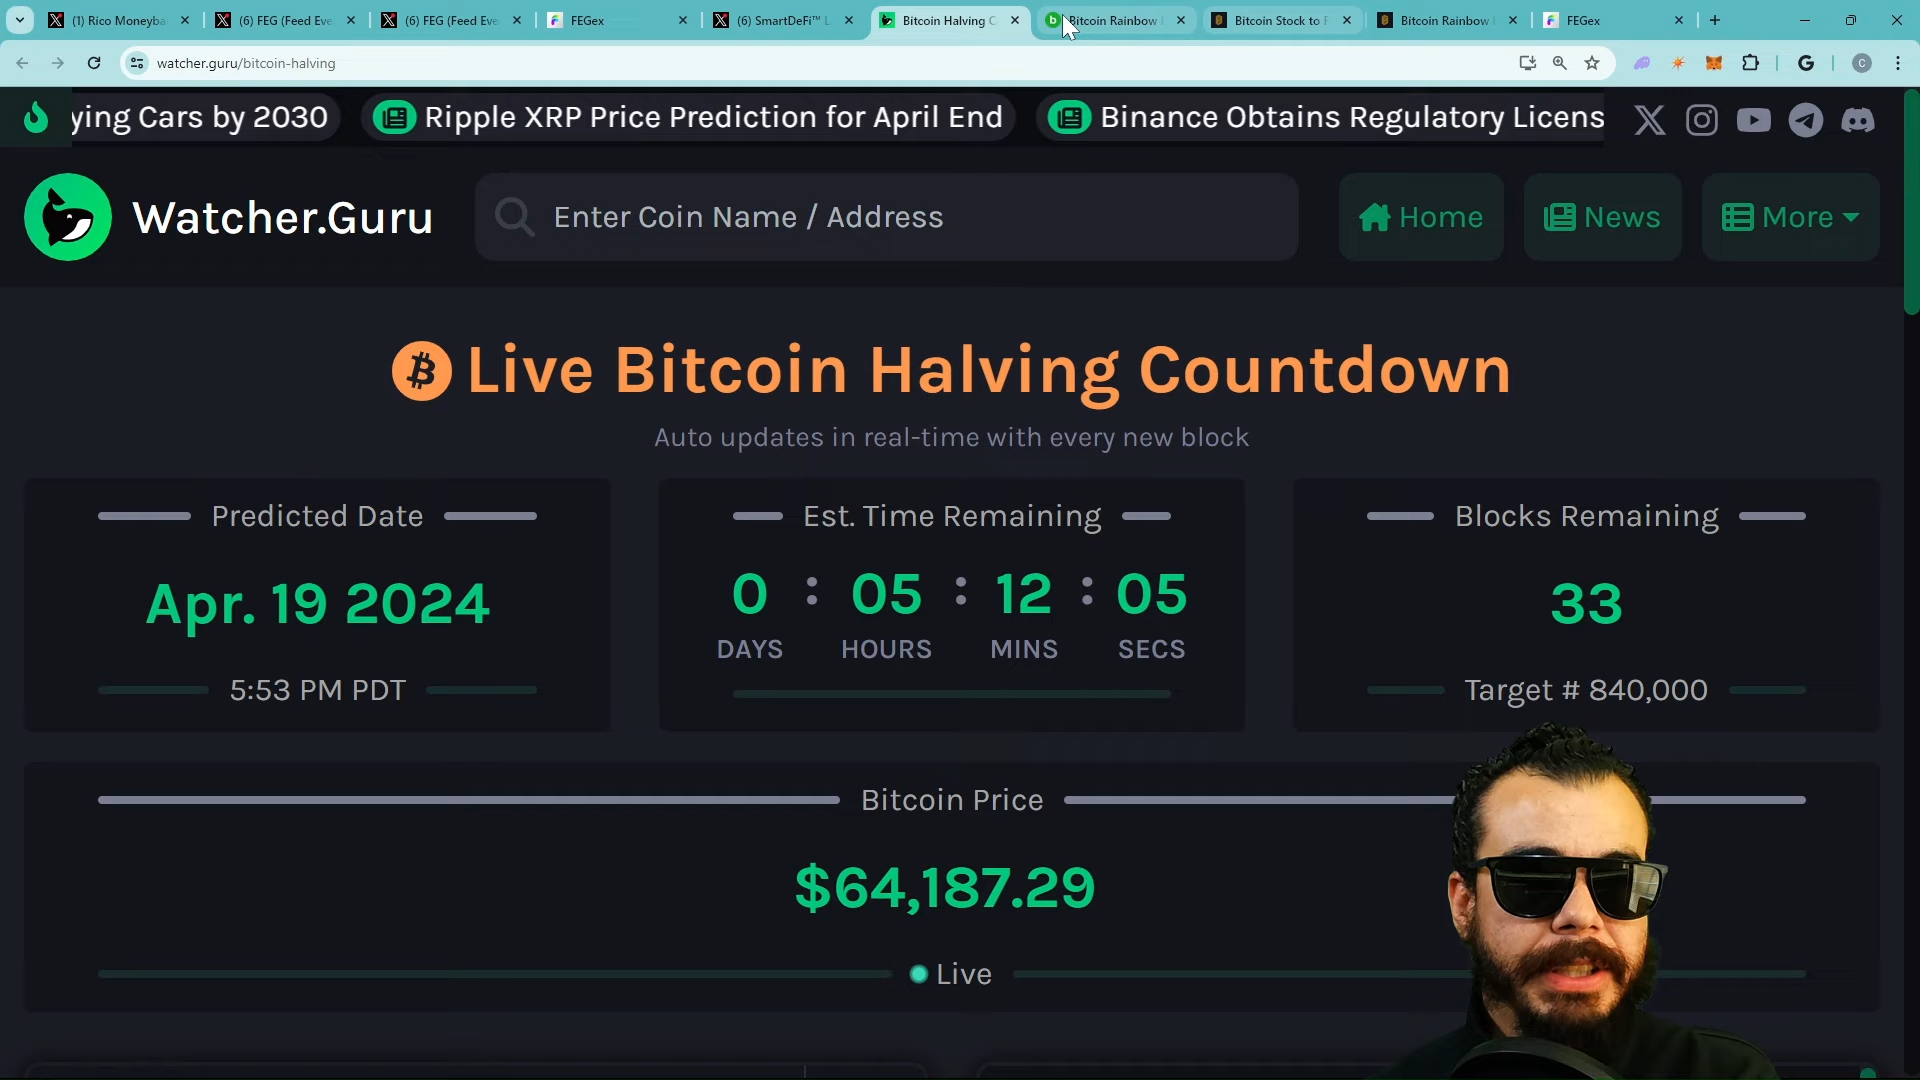 (1) Rico Moneyba
(6) FEG (Feed Eve
(6) FEG (Feed Eve
FEGex
(6) SmartDeFi™ L
Bitcoin Halving C
Bitcoin Rainbow
Bitcoin Stock to F
Bitcoin Rainbow
FEGex
watcher.guru/bitcoin-halving
G
C
ying Cars by 2030
Ripple XRP Price Prediction for April End
Binance Obtains Regulatory Licens
Watcher.Guru
Enter Coin Name / Address
Home
News
More
Live Bitcoin Halving Countdown
Auto updates in real-time with every new block
Predicted Date
Apr. 19 2024
5:53 PM PDT
Est. Time Remaining
0 : 05 : 12 : 05
DAYS HOURS MINS SECS
Blocks Remaining
33
Target # 840,000
Bitcoin Price
$64,187.29
Live